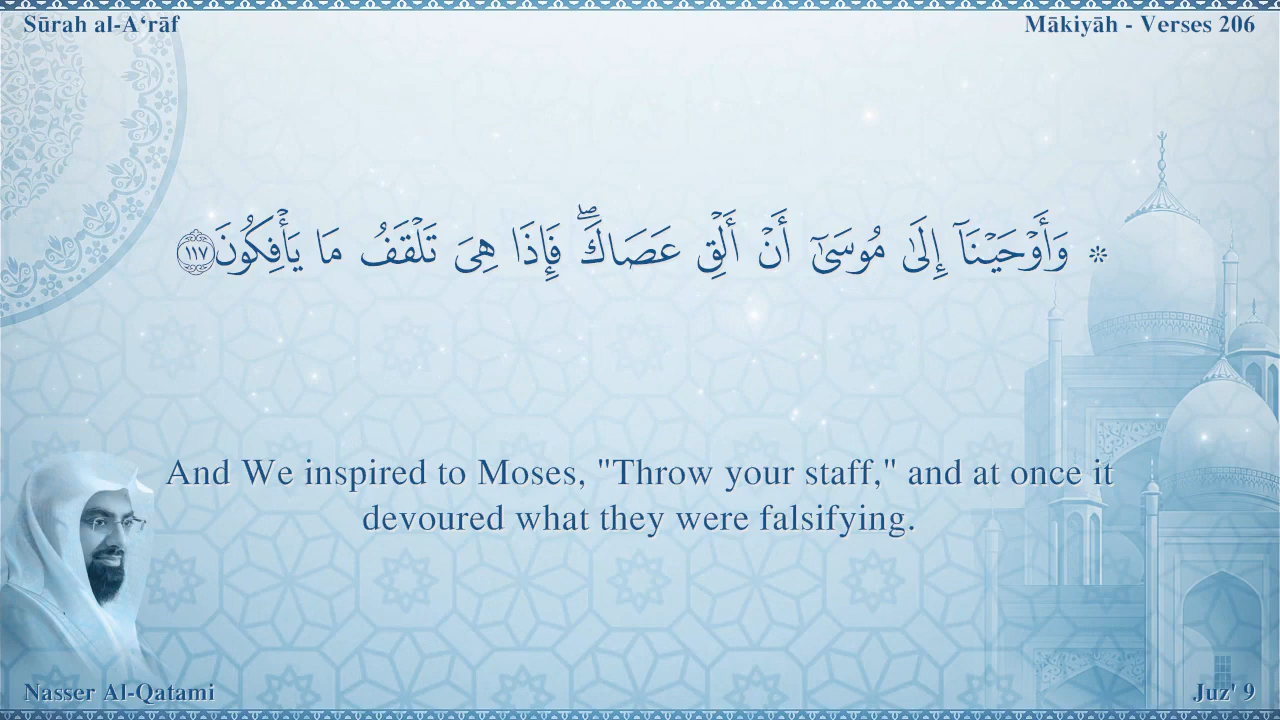 Sūrah al-A‘rāf
Mākiyāh - Verses 206
۞ وَأَوْحَيْنَآ إِلَىٰ مُوسَىٰٓ أَنْ أَلْقِ عَصَاكَ ۖ فَإِذَا هِىَ تَلْقَفُ مَا يَأْفِكُونَ ١١٧
And We inspired to Moses, "Throw your staff," and at once it
devoured what they were falsifying.
Nasser Al-Qatami
Juz' 9